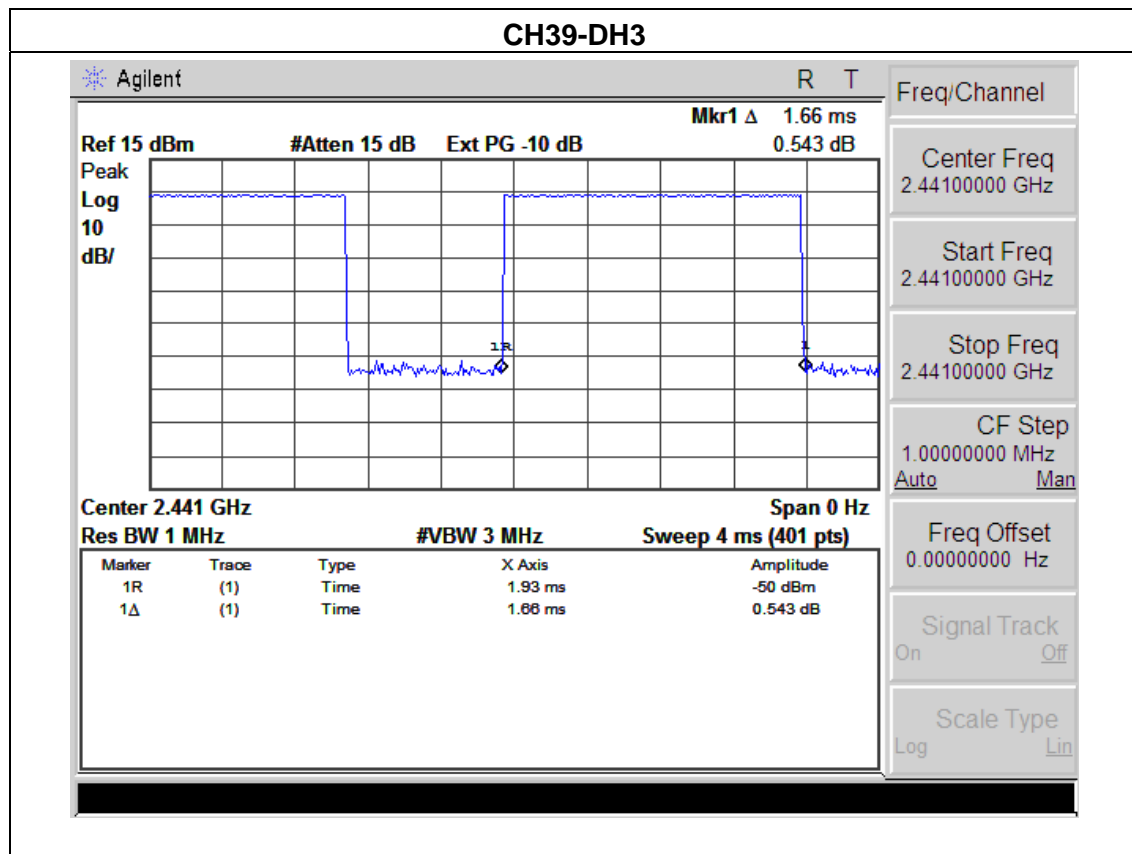 CH39-DH3
Agilent R T
Mkr1 Δ 1.66 ms
Ref 15 dBm #Atten 15 dB Ext PG -10 dB 0.543 dB
Peak
Log
10
dB/
1R
1
Center 2.441 GHz Span 0 Hz
Res BW 1 MHz #VBW 3 MHz Sweep 4 ms (401 pts)
Marker Trace Type X Axis Amplitude
1R (1) Time 1.93 ms -50 dBm
1Δ (1) Time 1.66 ms 0.543 dB
Freq/Channel
Center Freq
2.44100000 GHz
Start Freq
2.44100000 GHz
Stop Freq
2.44100000 GHz
CF Step
1.00000000 MHz
Auto Man
Freq Offset
0.00000000 Hz
Signal Track
On Off
Scale Type
Log Lin